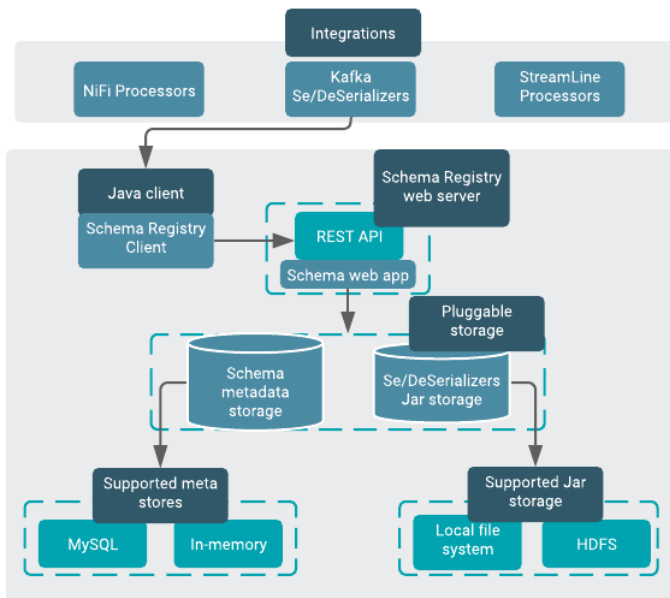 Integrations
NiFi Processors
Kafka
Se/DeSerializers
StreamLine
Processors
Java client
Schema Registry
Client
Schema Registry
web server
REST API
Schema web app
Pluggable
storage
Schema
metadata
storage
Se/DeSerializers
Jar storage
Supported meta
stores
MySQL
In-memory
Supported Jar
storage
Local file
system
HDFS